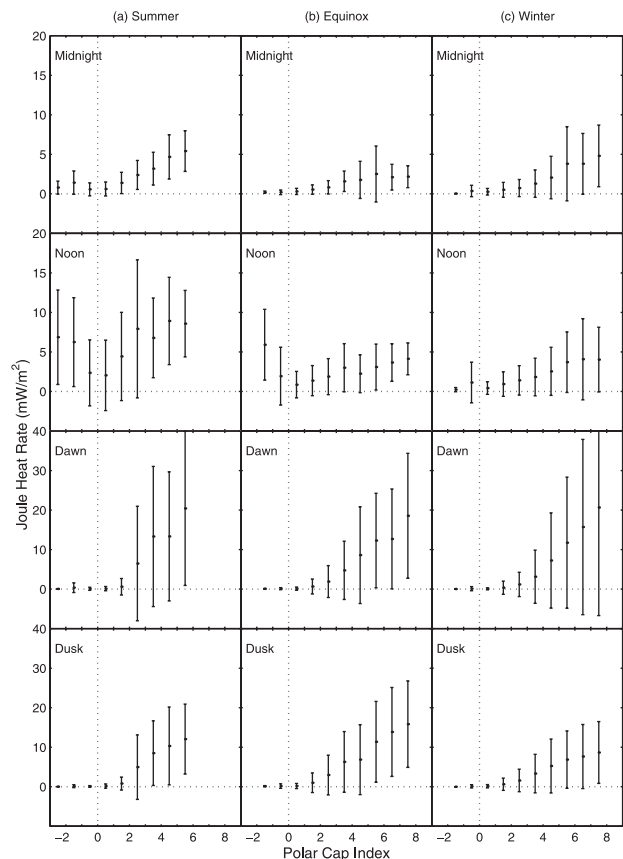 (a) Summer (b) Equinox (c) Winter
20
Midnight Midnight Midnight
15
10
5
0
20
Noon Noon Noon
15
10
5
0
40
Dawn Dawn Dawn
30
20
10
0
40
Dusk Dusk Dusk
30
20
10
0
−2 0 2 4 6 8 −2 0 2 4 6 8 −2 0 2 4 6 8
Polar Cap Index
Joule Heat Rate (mW/m²)